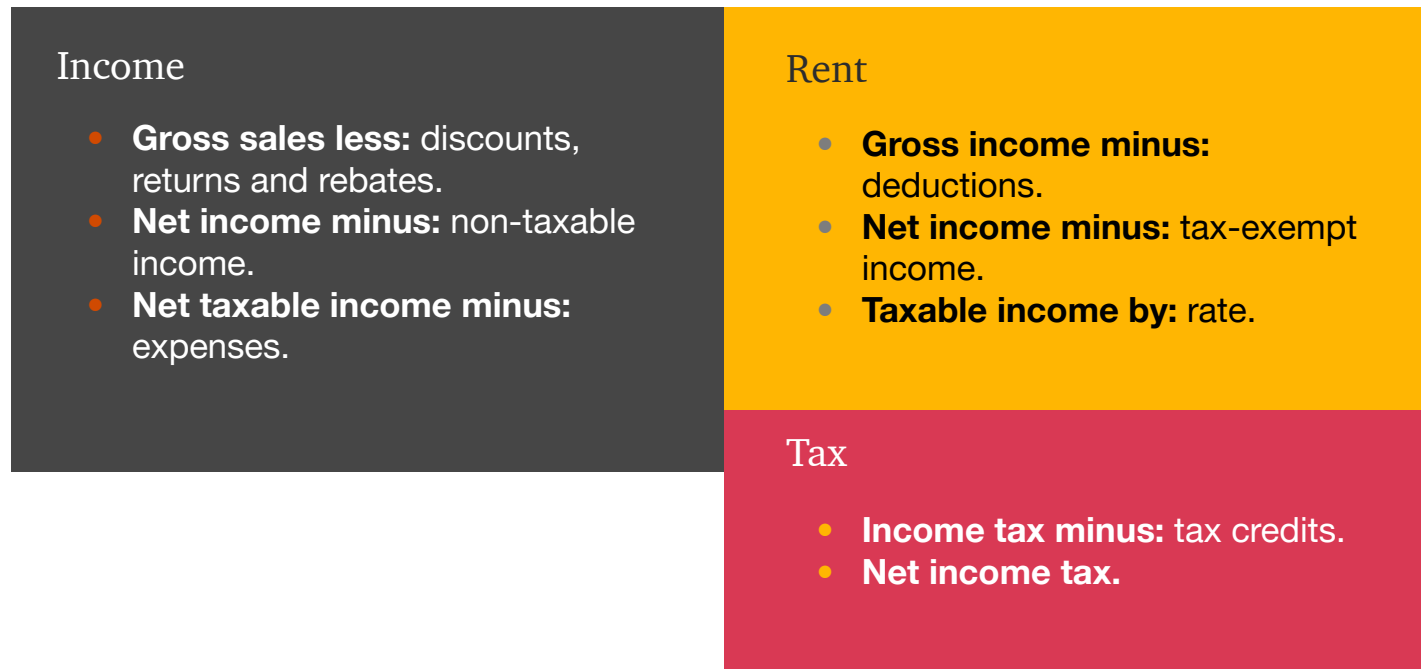 Income
Gross sales less: discounts,
returns and rebates.
Net income minus: non-taxable
income.
Net taxable income minus:
expenses.
Rent
Gross income minus:
deductions.
Net income minus: tax-exempt
income.
Taxable income by: rate.
Tax
Income tax minus: tax credits.
Net income tax.